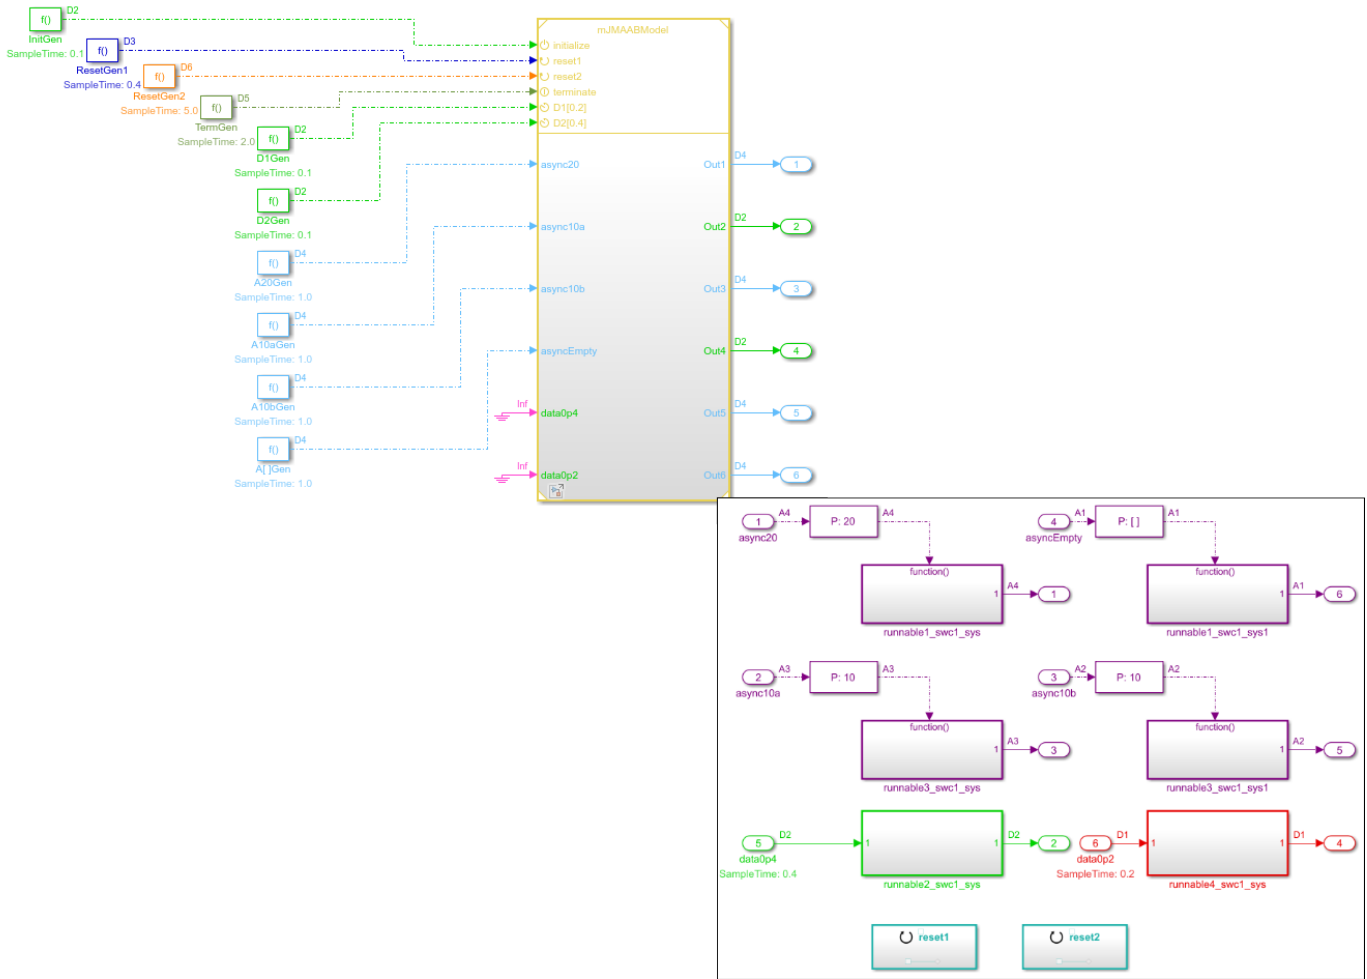 f() D2
InitGen
SampleTime: 0.1
f() D3
ResetGen1
SampleTime: 0.4
f() D6
ResetGen2
SampleTime: 5.0
f() D5
TermGen
SampleTime: 2.0
f() D2
D1Gen
SampleTime: 0.1
f() D2
D2Gen
SampleTime: 0.1
f() D4
A20Gen
SampleTime: 1.0
f() D4
A10aGen
SampleTime: 1.0
f() D4
A10bGen
SampleTime: 1.0
f() D4
A[ ]Gen
SampleTime: 1.0
mJMAABModel
initialize
reset1
reset2
terminate
D1[0.2]
D2[0.4]
async20 Out1 D4 1
async10a Out2 D2 2
async10b Out3 D4 3
asyncEmpty Out4 D2 4
Inf data0p4 Out5 D4 5
Inf data0p2 Out6 D4 6
1 A4 P: 20 A4
async20
function()
1 A4 1
runnable1_swc1_sys
4 A1 P: [ ] A1
asyncEmpty
function()
1 A1 6
runnable1_swc1_sys1
2 A3 P: 10 A3
async10a
function()
1 A3 3
runnable3_swc1_sys
3 A2 P: 10 A2
async10b
function()
1 A2 5
runnable3_swc1_sys1
5 D2 1 1 D2 2
data0p4
SampleTime: 0.4
runnable2_swc1_sys
6 D1 1 1 D1 4
data0p2
SampleTime: 0.2
runnable4_swc1_sys
reset1
reset2